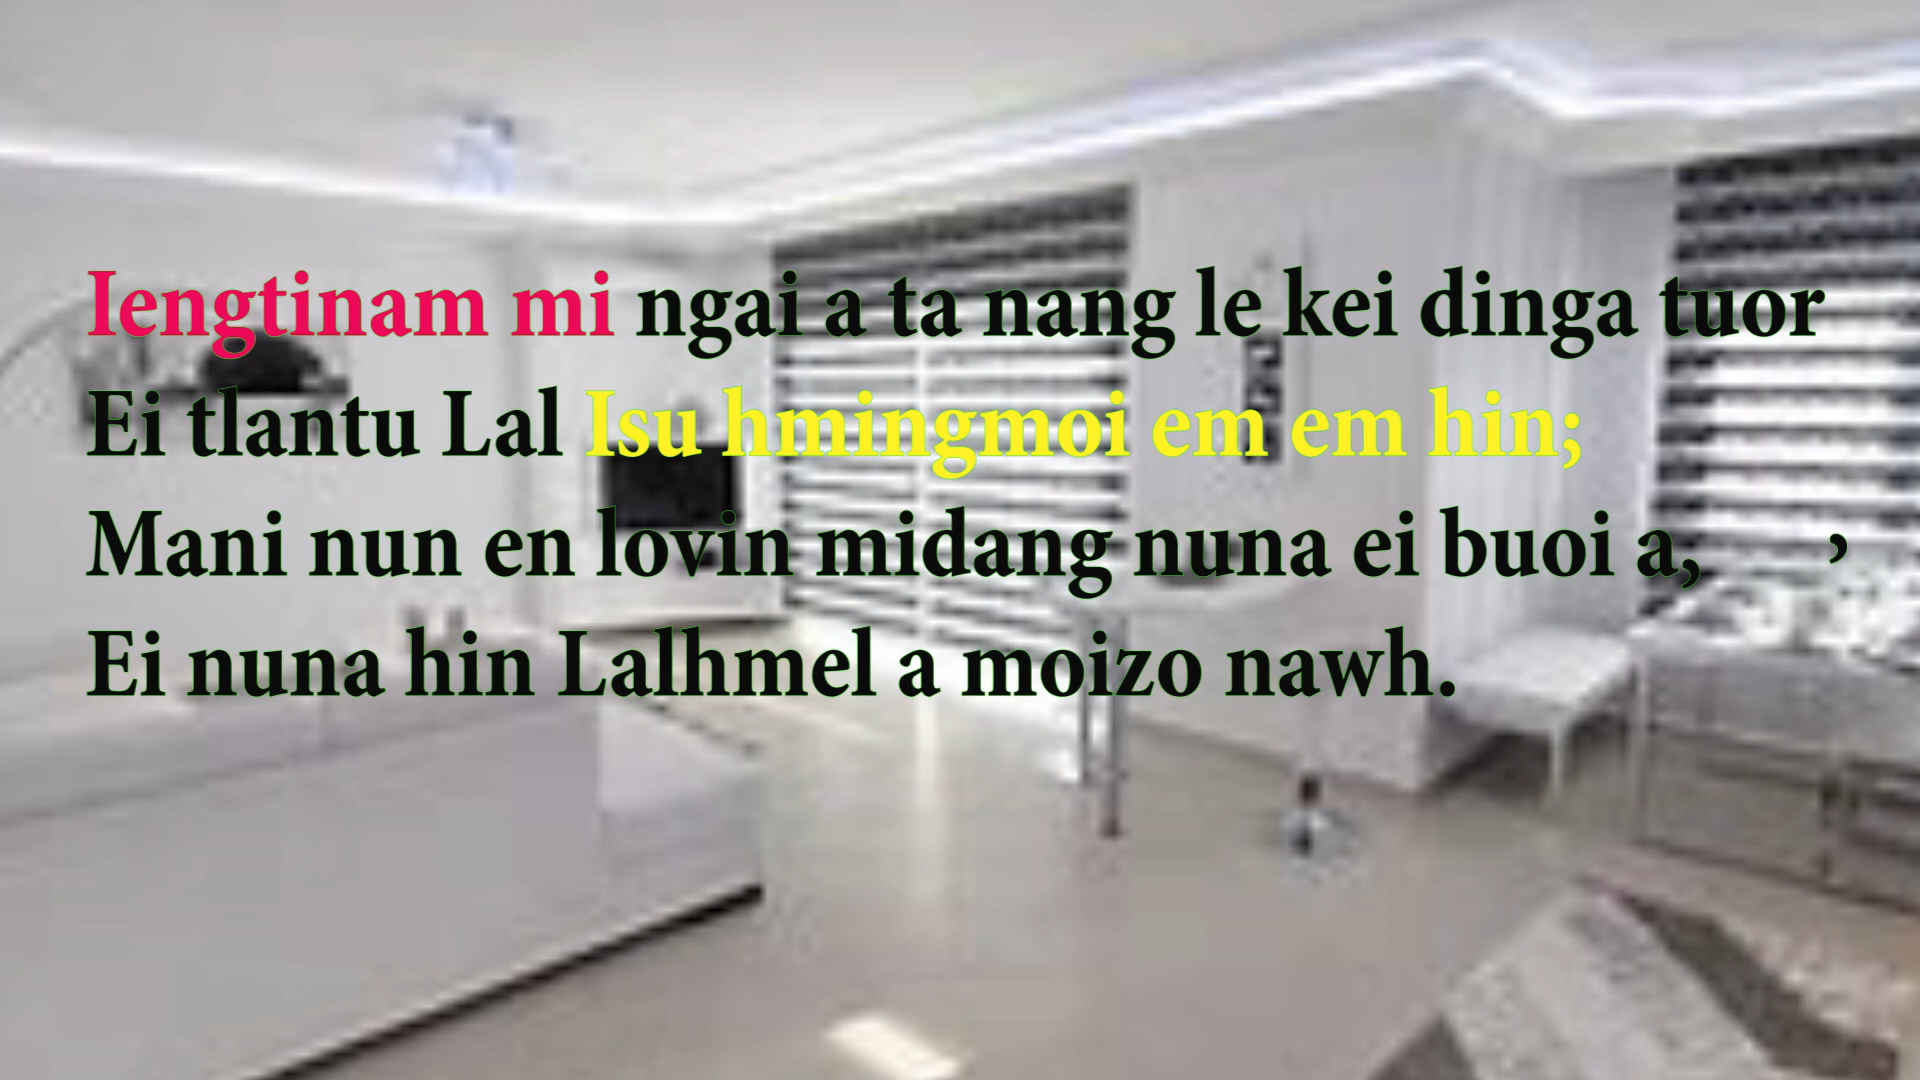 Iengtinam mi ngai a ta nang le kei dinga tuor
Ei tlantu Lal Isu hmingmoi em em hin;
Mani nun en lovin midang nuna ei buoi a, ,
Ei nuna hin Lalhmel a moizo nawh.